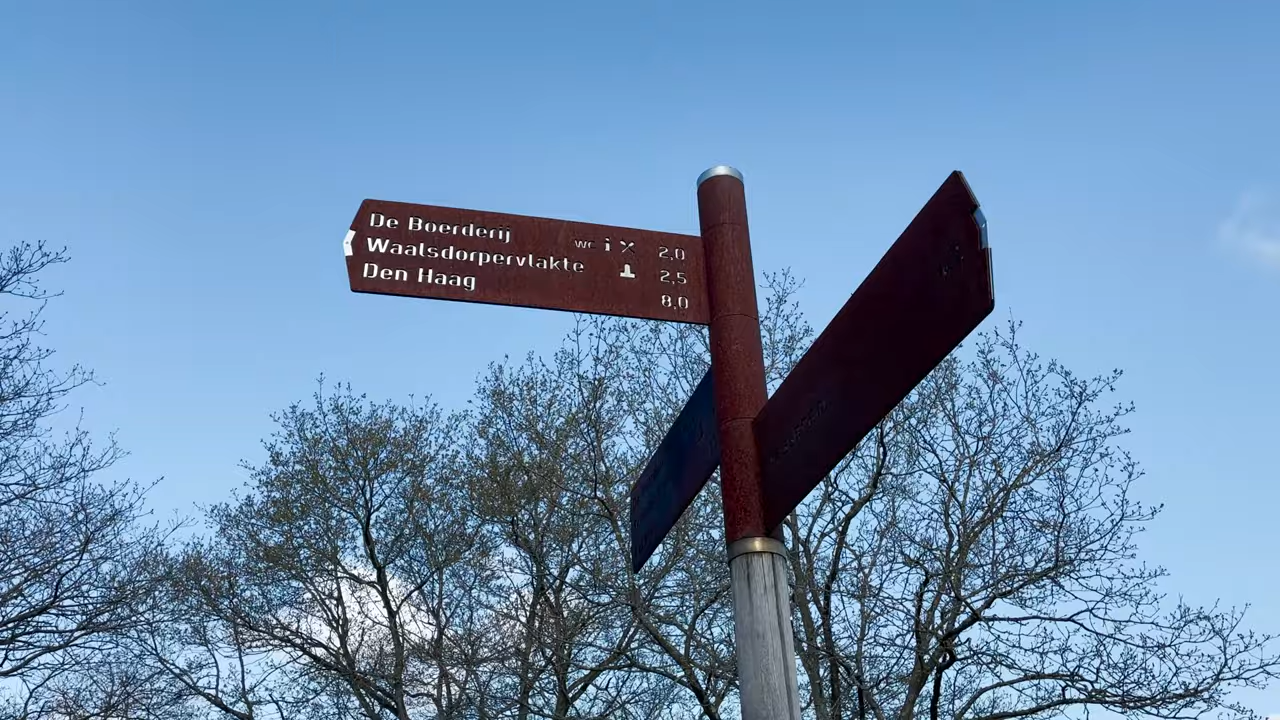 De Boerderij wc i 2,0
Waalsdorpervlakte 2,5
Den Haag 8,0